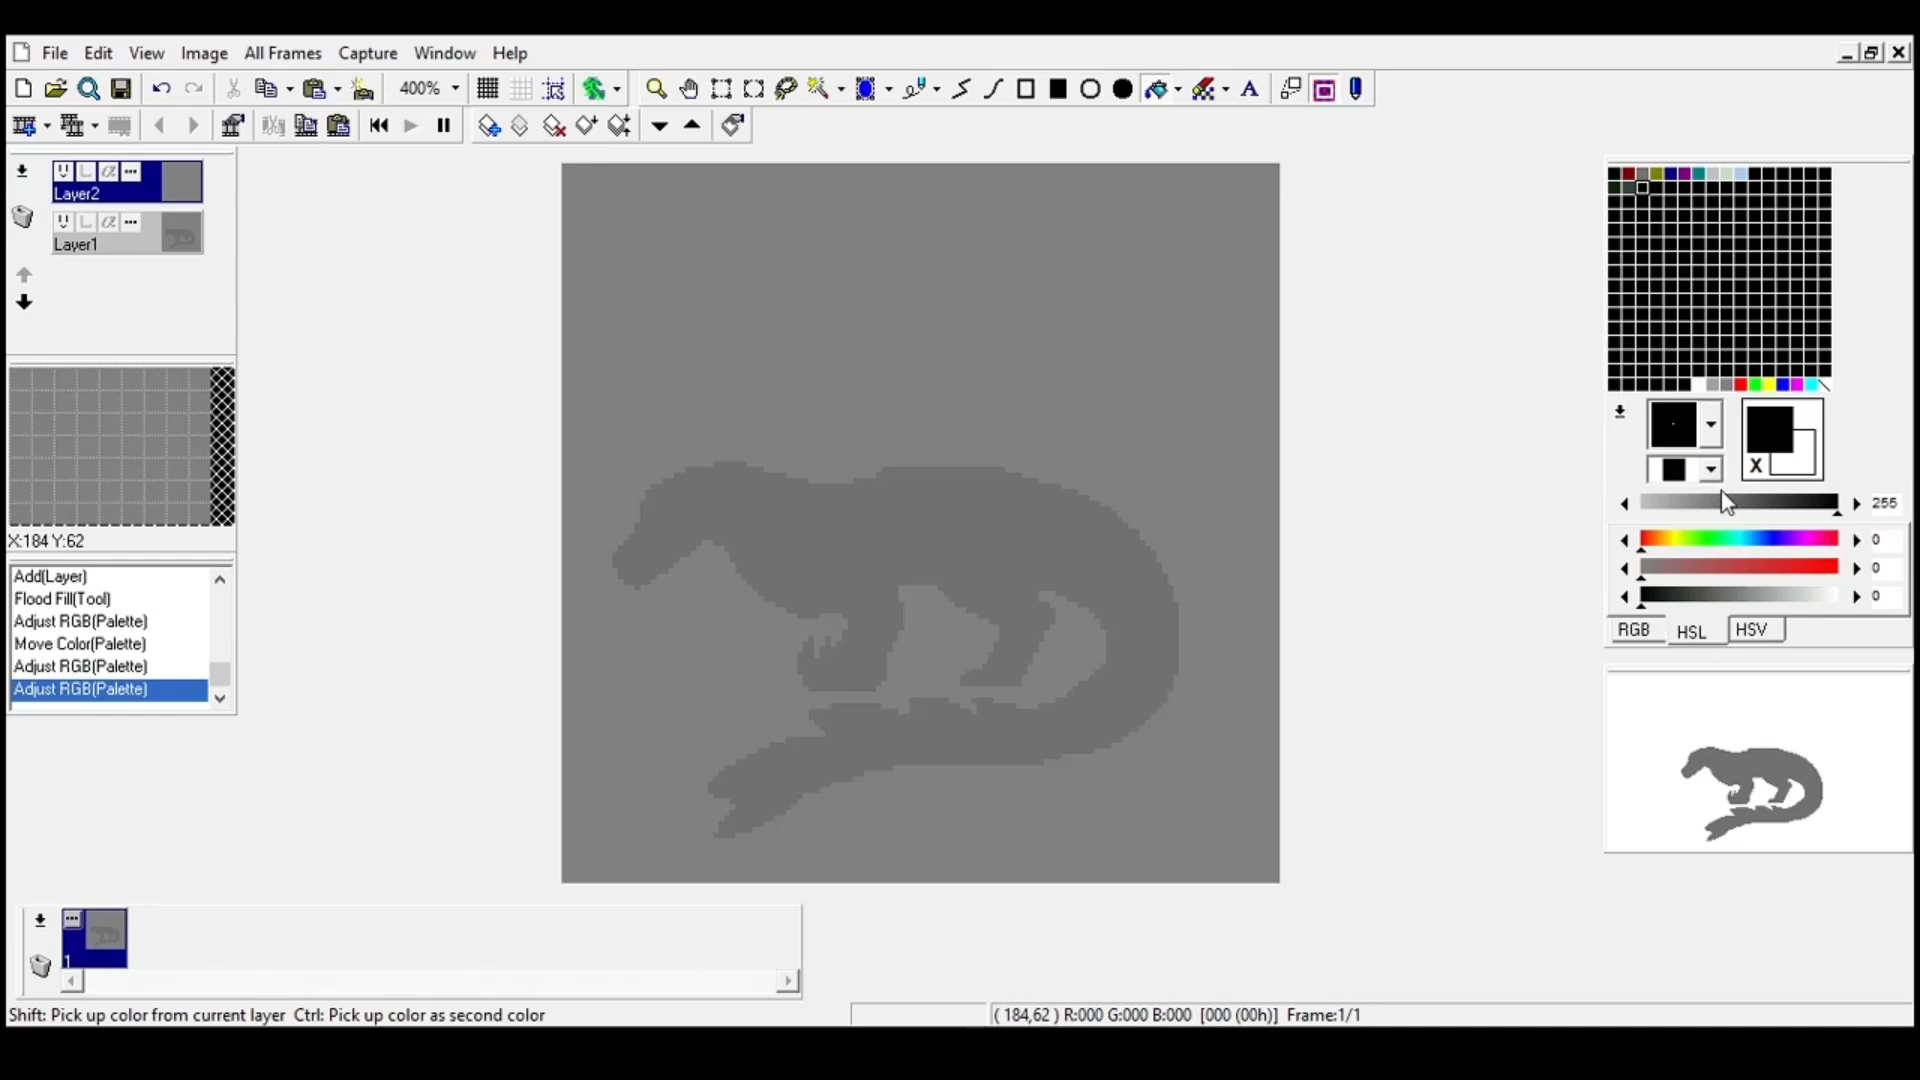 File Edit View Image All Frames Capture Window Help
400%
A
Layer2
Layer1
X:184 Y:62
Add(Layer)
Flood Fill(Tool)
Adjust RGB(Palette)
Move Color(Palette)
Adjust RGB(Palette)
Adjust RGB(Palette)
X
255
0
0
0
RGB HSL HSV
1
Shift: Pick up color from current layer Ctrl: Pick up color as second color
( 184,62 ) R:000 G:000 B:000 [000 (00h)] Frame:1/1